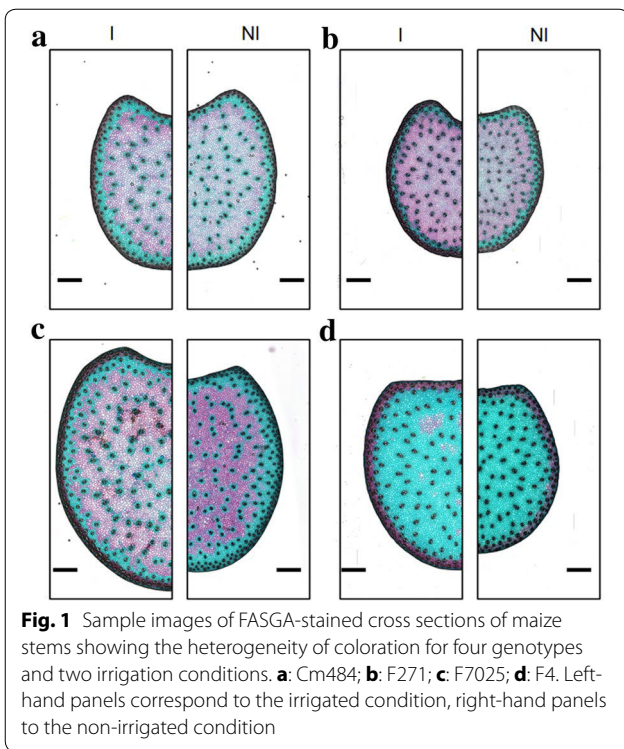 a
I
NI
b
I
NI
c
d
Fig. 1 Sample images of FASGA-stained cross sections of maize
stems showing the heterogeneity of coloration for four genotypes
and two irrigation conditions. a: Cm484; b: F271; c: F7025; d: F4. Left-
hand panels correspond to the irrigated condition, right-hand panels
to the non-irrigated condition